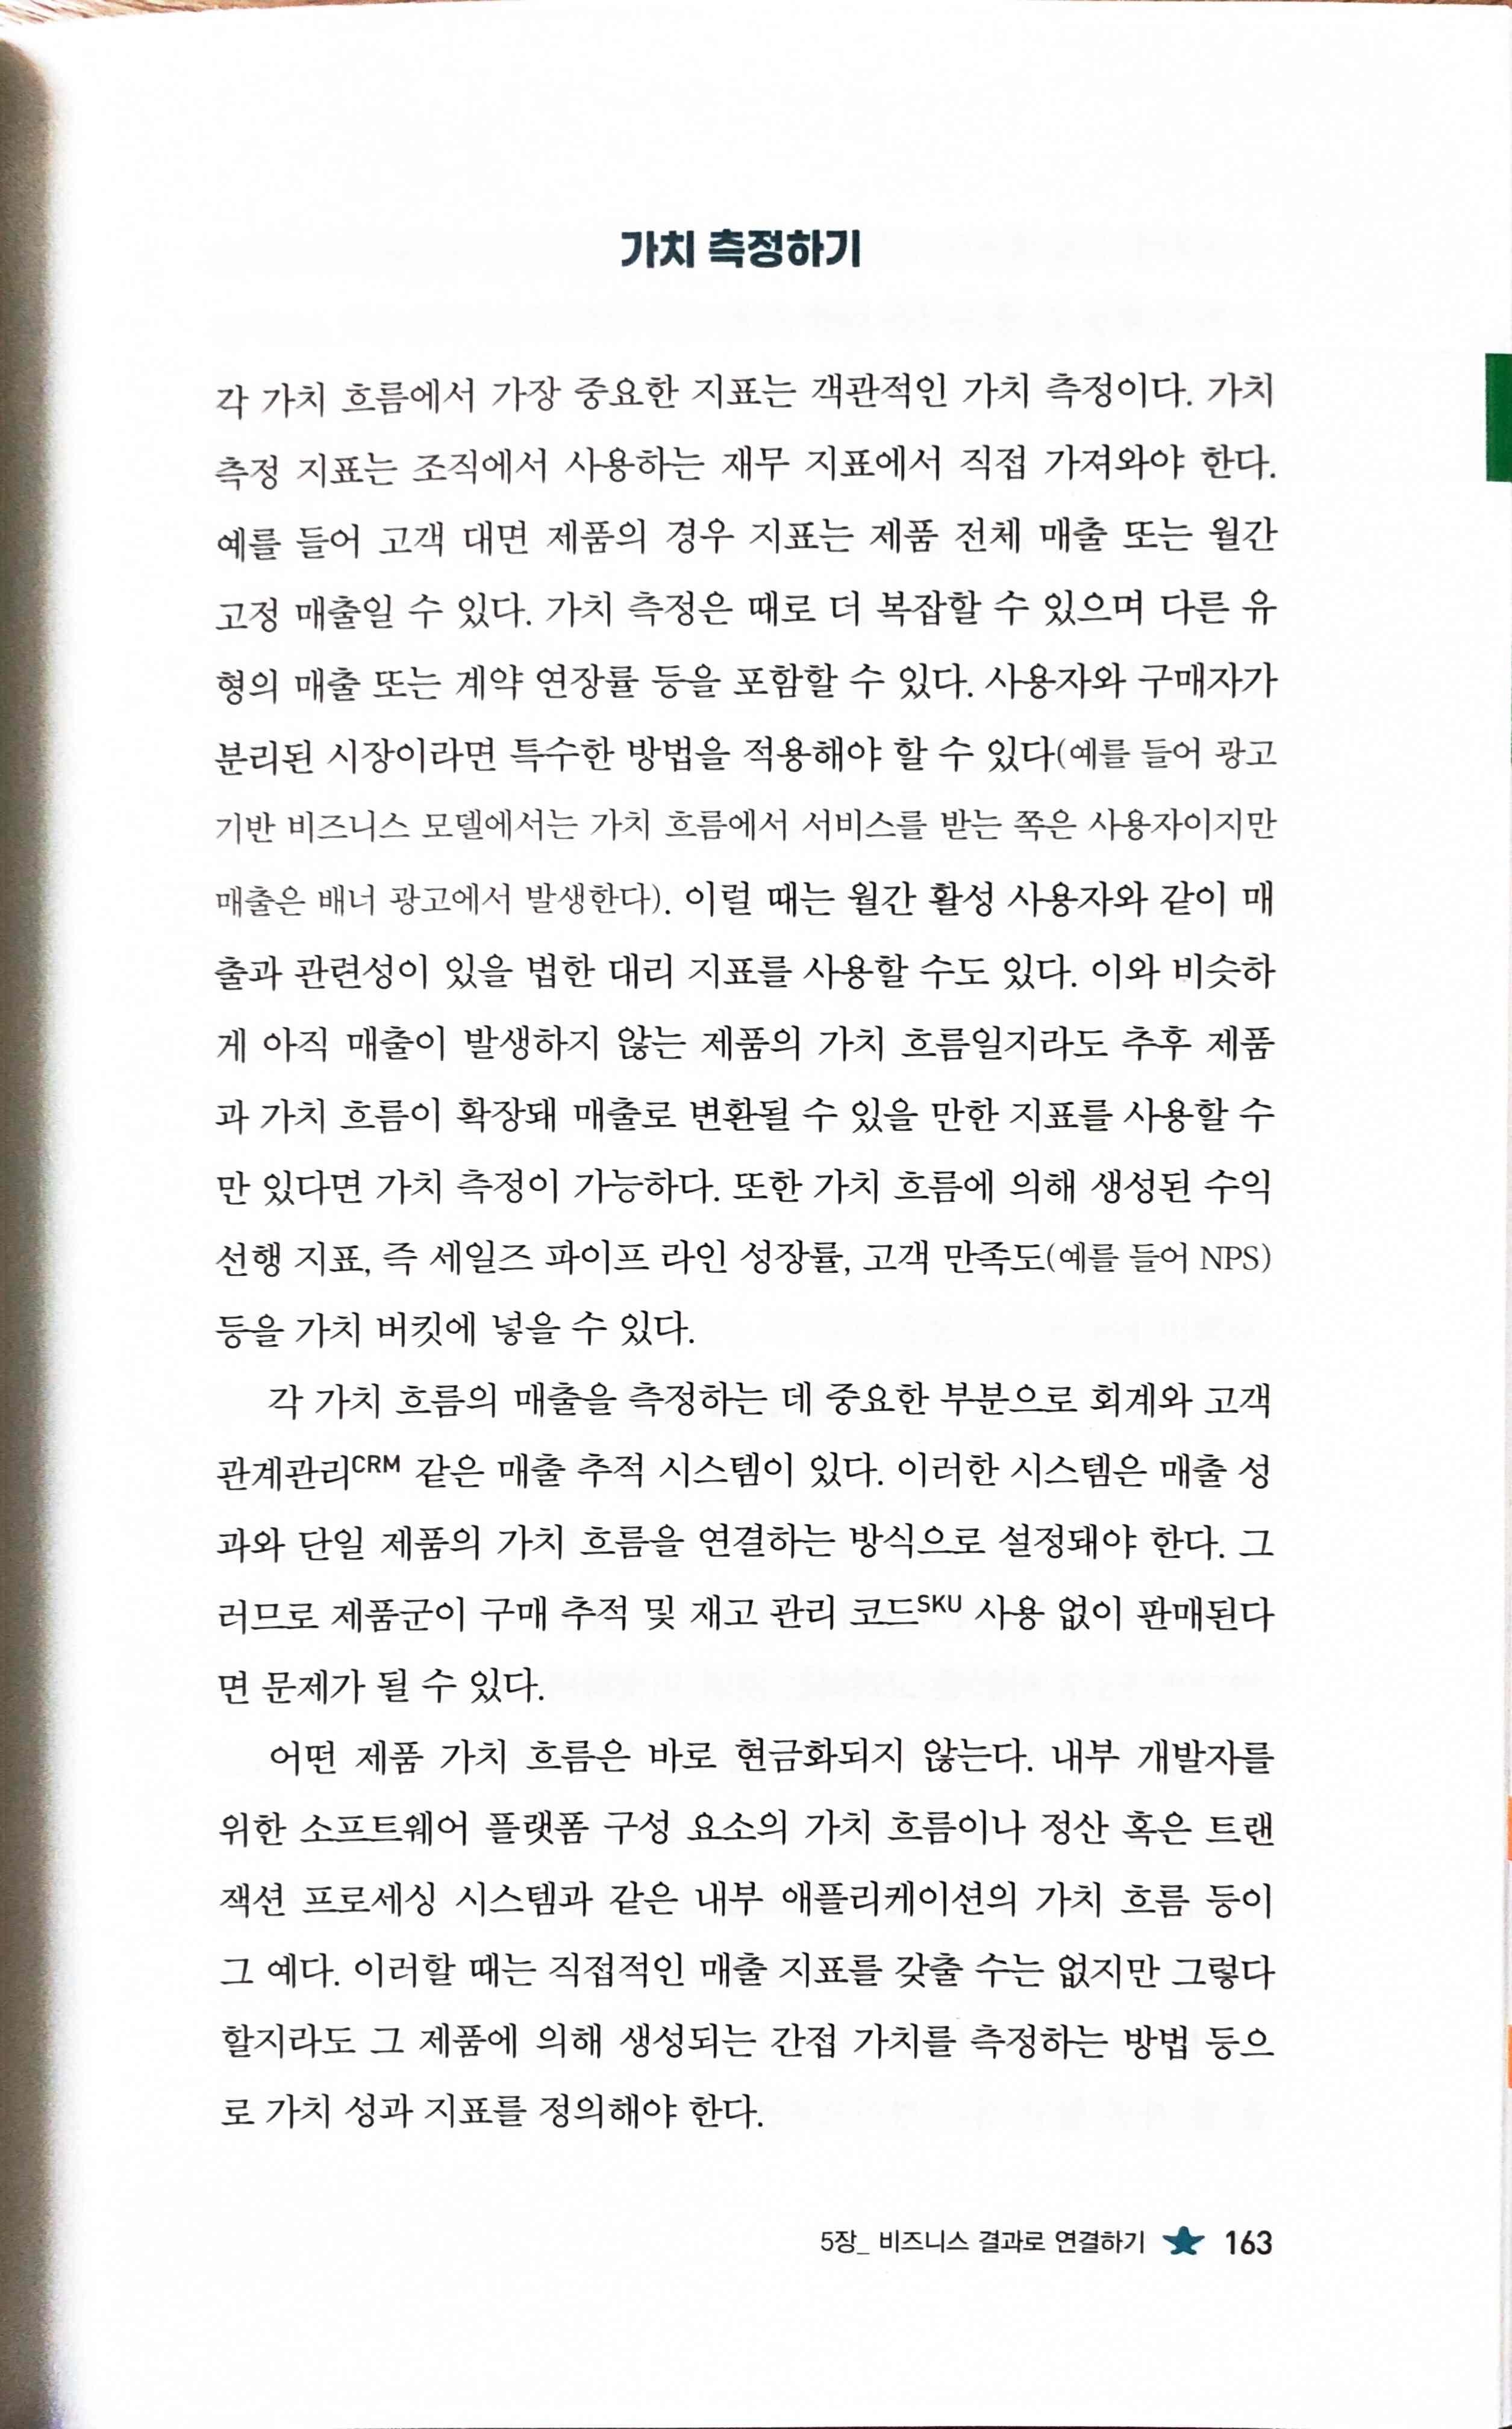 가치 측정하기
각 가치 흐름에서 가장 중요한 지표는 객관적인 가치 측정이다. 가치
측정 지표는 조직에서 사용하는 재무 지표에서 직접 가져와야 한다.
예를 들어 고객 대면 제품의 경우 지표는 제품 전체 매출 또는 월간
고정 매출일 수 있다. 가치 측정은 때로 더 복잡할 수 있으며 다른 유
형의 매출 또는 계약 연장률 등을 포함할 수 있다. 사용자와 구매자가
분리된 시장이라면 특수한 방법을 적용해야 할 수 있다(예를 들어 광고
기반 비즈니스 모델에서는 가치 흐름에서 서비스를 받는 쪽은 사용자이지만
매출은 배너 광고에서 발생한다). 이럴 때는 월간 활성 사용자와 같이 매
출과 관련성이 있을 법한 대리 지표를 사용할 수도 있다. 이와 비슷하
게 아직 매출이 발생하지 않는 제품의 가치 흐름일지라도 추후 제품
과 가치 흐름이 확장돼 매출로 변환될 수 있을 만한 지표를 사용할 수
만 있다면 가치 측정이 가능하다. 또한 가치 흐름에 의해 생성된 수익
선행 지표, 즉 세일즈 파이프 라인 성장률, 고객 만족도(예를 들어 NPS)
등을 가치 버킷에 넣을 수 있다.
각 가치 흐름의 매출을 측정하는 데 중요한 부분으로 회계와 고객
관계관리CRM 같은 매출 추적 시스템이 있다. 이러한 시스템은 매출 성
과와 단일 제품의 가치 흐름을 연결하는 방식으로 설정돼야 한다. 그
러므로 제품군이 구매 추적 및 재고 관리 코드SKU 사용 없이 판매된다
면 문제가 될 수 있다.
어떤 제품 가치 흐름은 바로 현금화되지 않는다. 내부 개발자를
위한 소프트웨어 플랫폼 구성 요소의 가치 흐름이나 정산 혹은 트랜
잭션 프로세싱 시스템과 같은 내부 애플리케이션의 가치 흐름 등이
그 예다. 이러할 때는 직접적인 매출 지표를 갖출 수는 없지만 그렇다
할지라도 그 제품에 의해 생성되는 간접 가치를 측정하는 방법 등으
로 가치 성과 지표를 정의해야 한다.
5장_ 비즈니스 결과로 연결하기 ★ 163